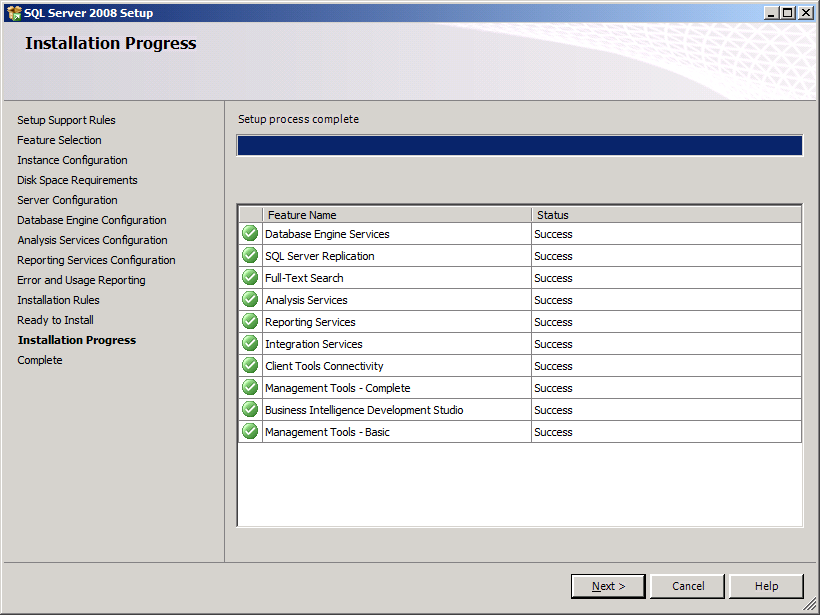 SQL Server 2008 Setup
Installation Progress
Setup Support Rules
Feature Selection
Instance Configuration
Disk Space Requirements
Server Configuration
Database Engine Configuration
Analysis Services Configuration
Reporting Services Configuration
Error and Usage Reporting
Installation Rules
Ready to Install
Installation Progress
Complete
Setup process complete
Feature Name Status
Database Engine Services Success
SQL Server Replication Success
Full-Text Search Success
Analysis Services Success
Reporting Services Success
Integration Services Success
Client Tools Connectivity Success
Management Tools - Complete Success
Business Intelligence Development Studio Success
Management Tools - Basic Success
Next > Cancel Help